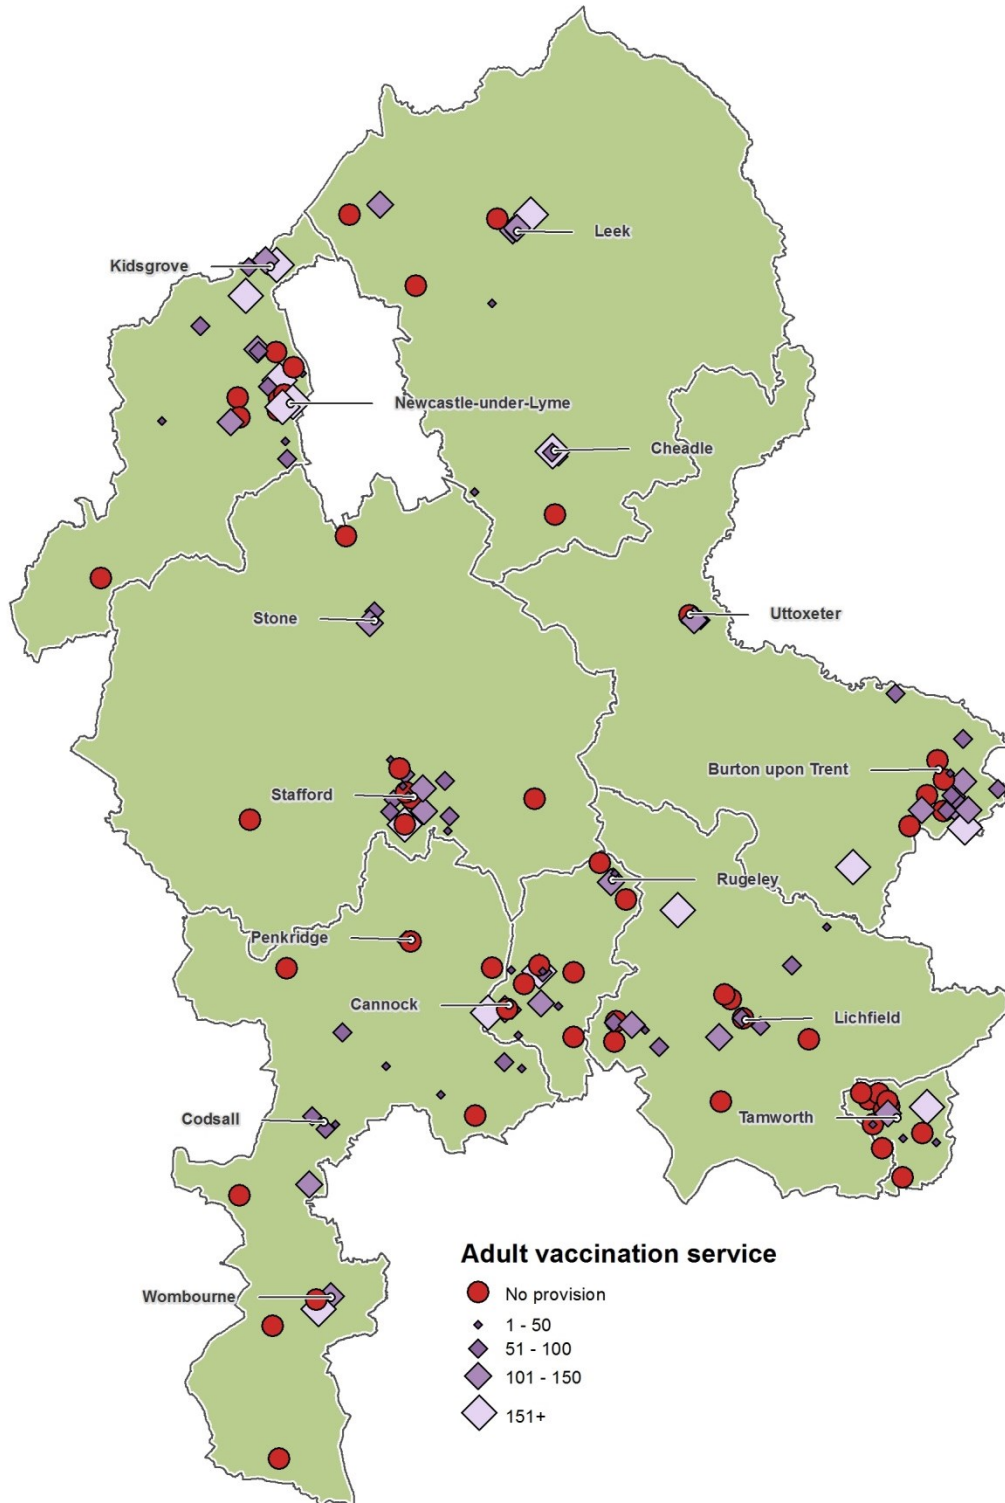 Leek
Kidsgrove
Newcastle-under-Lyme
Cheadle
Stone
Uttoxeter
Burton upon Trent
Stafford
Rugeley
Penkridge
Cannock
Lichfield
Codsall
Tamworth
Wombourne
Adult vaccination service
No provision
1 - 50
51 - 100
101 - 150
151+